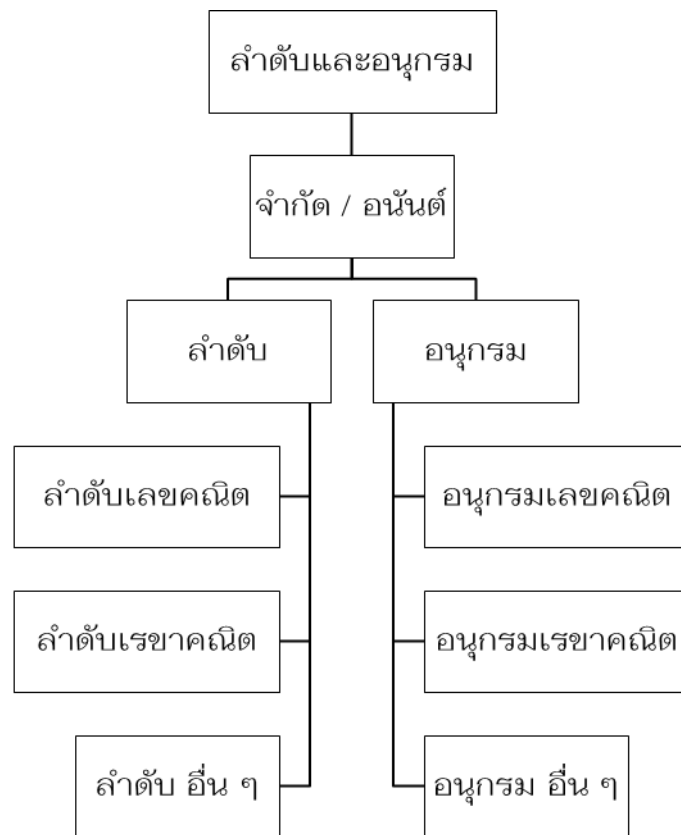 ลำดับและอนุกรม
จำกัด / อนันต์
ลำดับ
อนุกรม
ลำดับเลขคณิต
อนุกรมเลขคณิต
ลำดับเรขาคณิต
อนุกรมเรขาคณิต
ลำดับ อื่น ๆ
อนุกรม อื่น ๆ